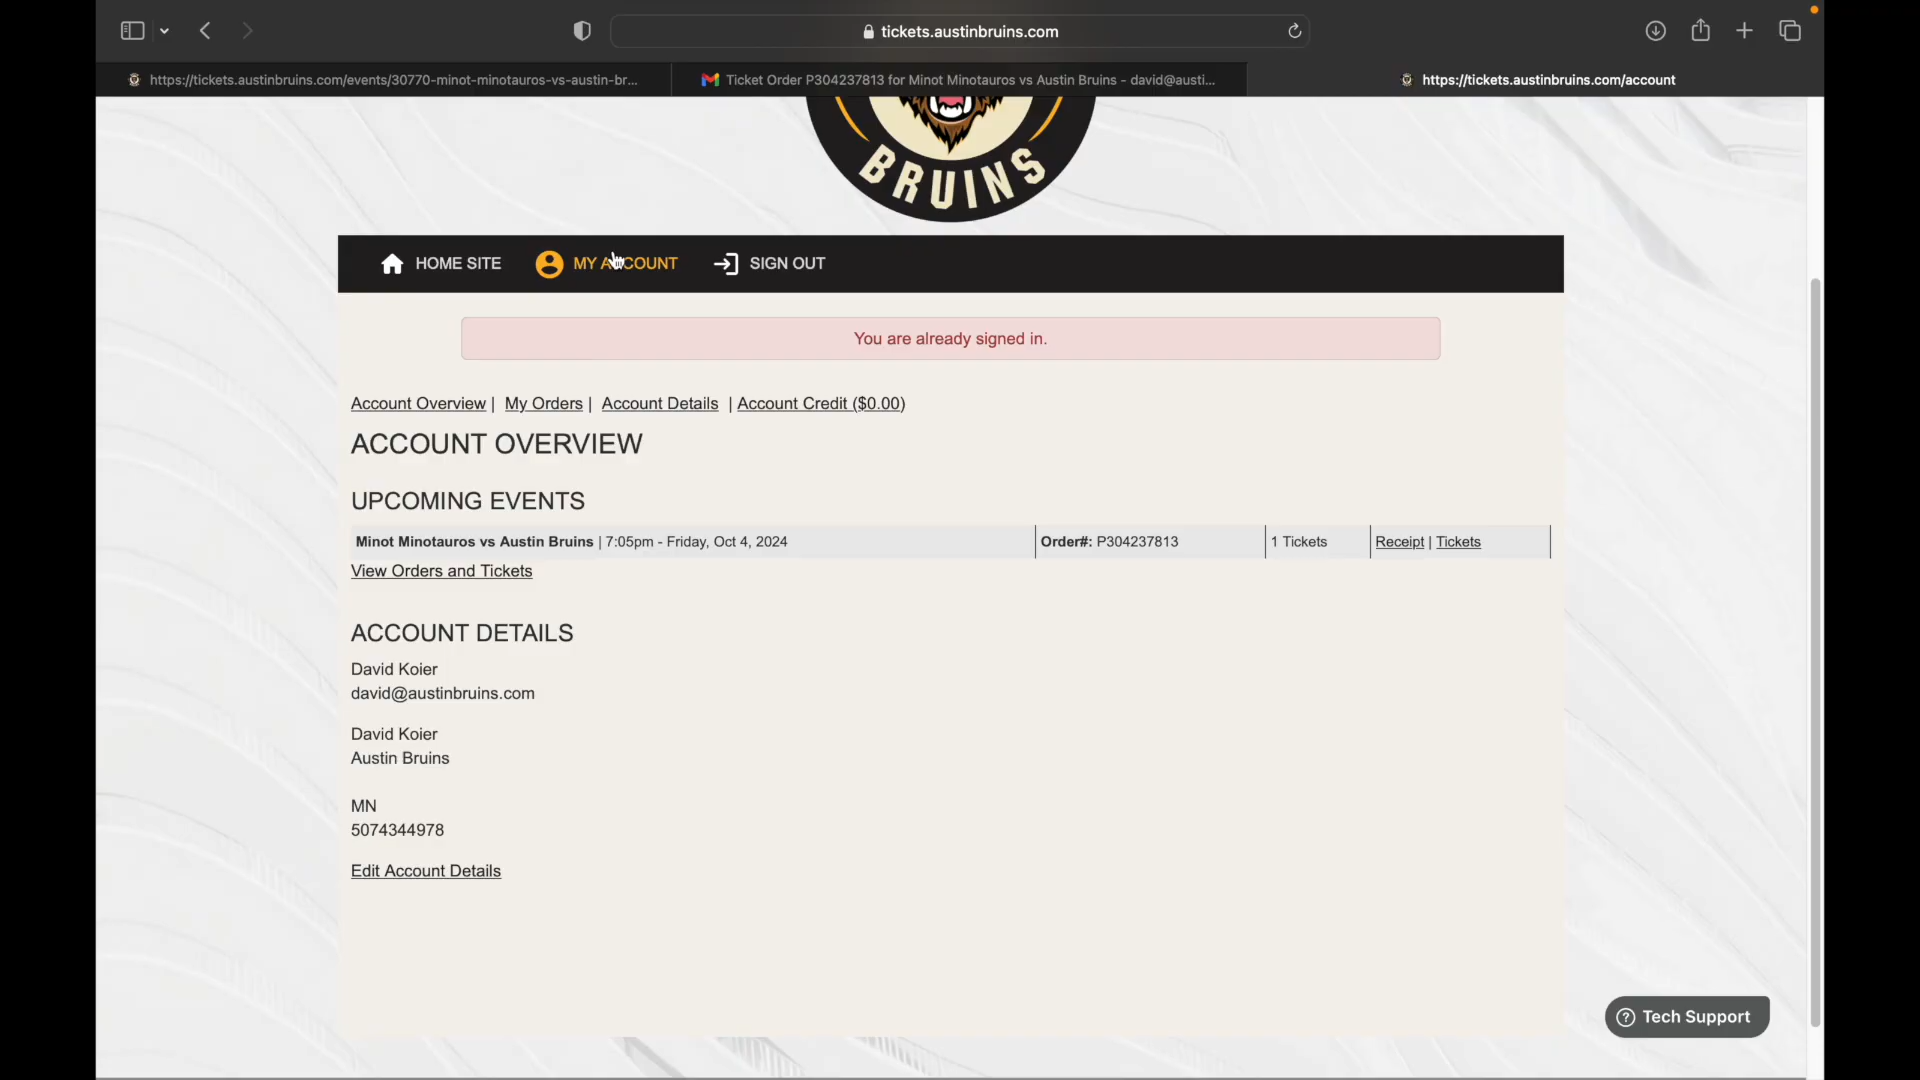 tickets.austinbruins.com
https://tickets.austinbruins.com/events/30770-minot-minotauros-vs-austin-br...
Ticket Order P304237813 for Minot Minotauros vs Austin Bruins - david@austi...
https://tickets.austinbruins.com/account
BRUINS
HOME SITE
MY ACCOUNT
SIGN OUT
You are already signed in.
Account Overview | My Orders | Account Details | Account Credit ($0.00)
ACCOUNT OVERVIEW
UPCOMING EVENTS
Minot Minotauros vs Austin Bruins | 7:05pm - Friday, Oct 4, 2024 Order#: P304237813 1 Tickets Receipt | Tickets
View Orders and Tickets
ACCOUNT DETAILS
David Koier
david@austinbruins.com
David Koier
Austin Bruins
MN
5074344978
Edit Account Details
Tech Support